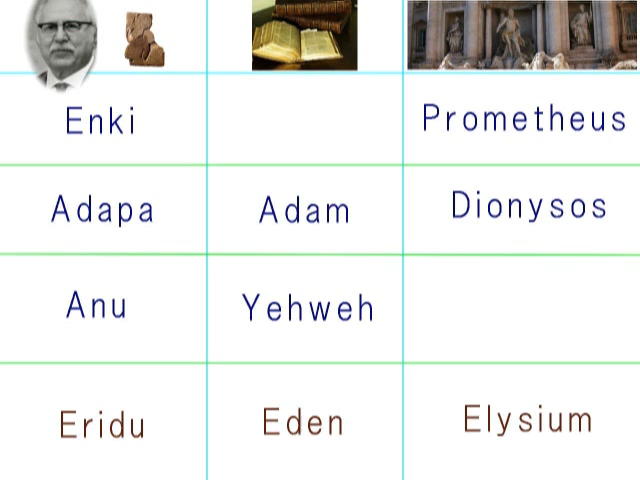 Enki Prometheus
Adapa Adam Dionysos
Anu Yehweh
Eridu Eden Elysium